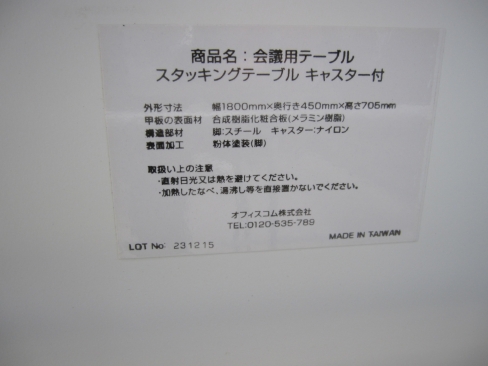 商品名：会議用テーブル
スタッキングテーブル キャスター付
外形寸法 幅1800mm×奥行き450mm×高さ706mm
甲板の表面材 合成樹脂化粧合板(メラミン樹脂)
構造部材 脚:スチール キャスター:ナイロン
表面加工 粉体塗装(脚)
取扱い上の注意
・直射日光又は熱を避けてください。
・加熱したなべ、湯沸し等を直接置かないでください。
オフィスコム株式会社
TEL:0120-535-789
MADE IN TAIWAN
LOT No: 231215